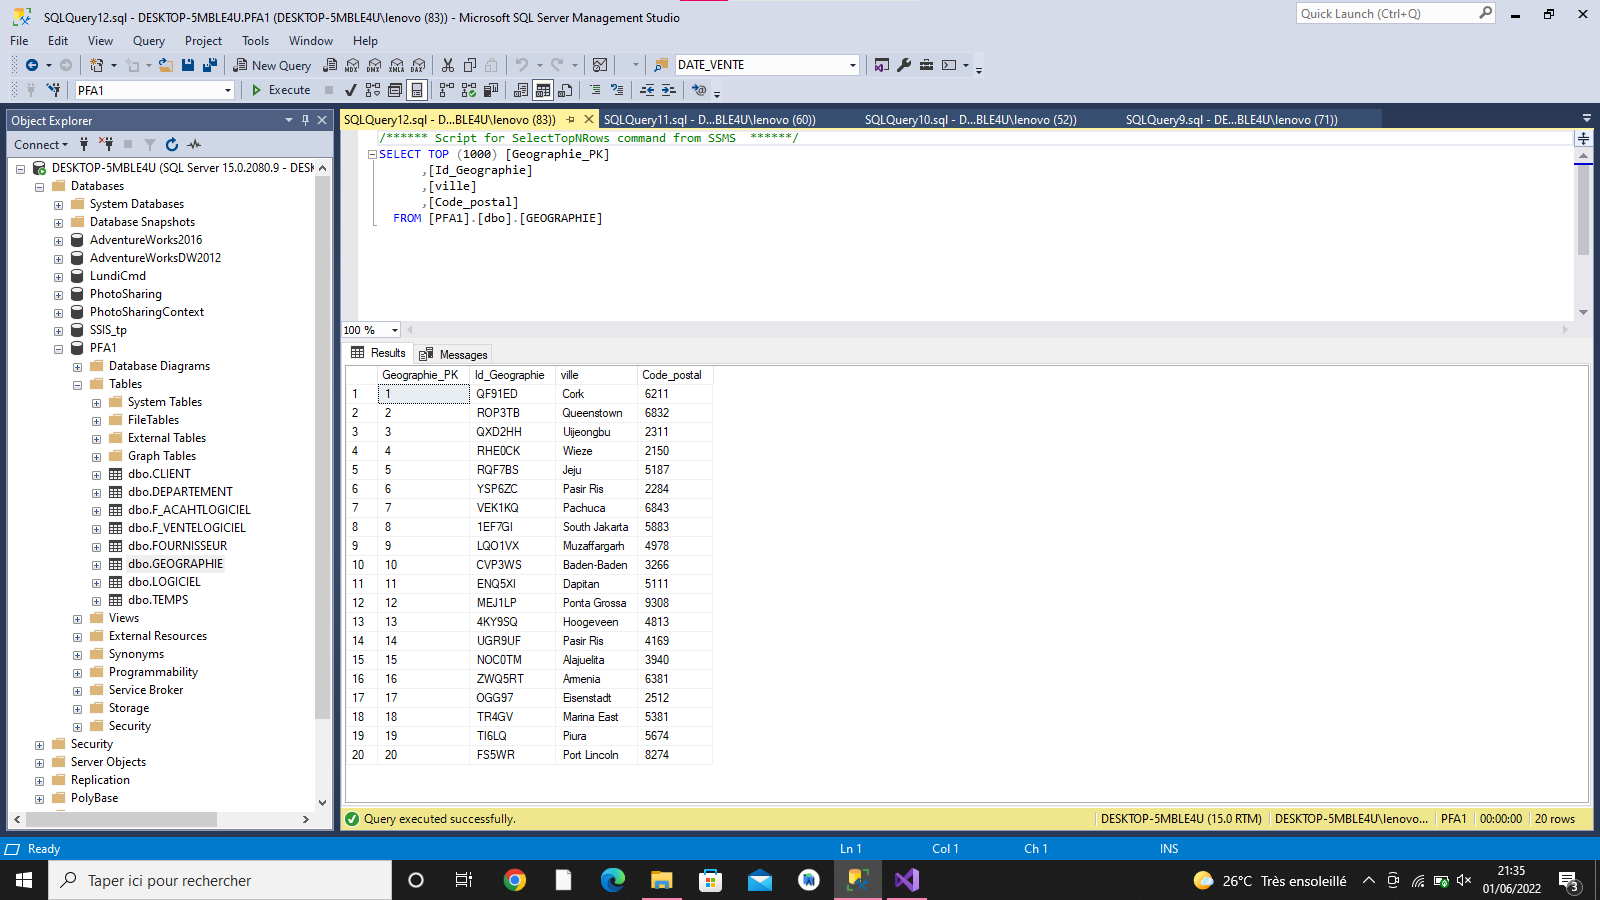 SQLQuery12.sql - DESKTOP-5MBLE4U.PFA1 (DESKTOP-5MBLE4U\lenovo (83)) - Microsoft SQL Server Management Studio
Quick Launch (Ctrl+Q)
File Edit View Query Project Tools Window Help
New Query MDX DMX XMLA DAX DATE_VENTE
PFA1 Execute
Object Explorer
Connect
DESKTOP-5MBLE4U (SQL Server 15.0.2080.9 - DESK
Databases
System Databases
Database Snapshots
AdventureWorks2016
AdventureWorksDW2012
LundiCmd
PhotoSharing
PhotoSharingContext
SSIS_tp
PFA1
Database Diagrams
Tables
System Tables
FileTables
External Tables
Graph Tables
dbo.CLIENT
dbo.DEPARTEMENT
dbo.F_ACAHTLOGICIEL
dbo.F_VENTELOGICIEL
dbo.FOURNISSEUR
dbo.GEOGRAPHIE
dbo.LOGICIEL
dbo.TEMPS
Views
External Resources
Synonyms
Programmability
Service Broker
Storage
Security
Security
Server Objects
Replication
PolyBase
SQLQuery12.sql - D...BLE4U\lenovo (83)) SQLQuery11.sql - D...BLE4U\lenovo (60)) SQLQuery10.sql - D...BLE4U\lenovo (52)) SQLQuery9.sql - DE...BLE4U\lenovo (71))
/****** Script for SelectTopNRows command from SSMS  ******/
SELECT TOP (1000) [Geographie_PK]
,[Id_Geographie]
,[ville]
,[Code_postal]
FROM [PFA1].[dbo].[GEOGRAPHIE]
100 %
Results Messages
Geographie_PK Id_Geographie ville Code_postal
1 1 QF91ED Cork 6211
2 2 ROP3TB Queenstown 6832
3 3 QXD2HH Uijeongbu 2311
4 4 RHE0CK Wieze 2150
5 5 RQF7BS Jeju 5187
6 6 YSP6ZC Pasir Ris 2284
7 7 VEK1KQ Pachuca 6843
8 8 1EF7GI South Jakarta 5883
9 9 LQO1VX Muzaffargarh 4978
10 10 CVP3WS Baden-Baden 3266
11 11 ENQ5XI Dapitan 5111
12 12 MEJ1LP Ponta Grossa 9308
13 13 4KY9SQ Hoogeveen 4813
14 14 UGR9UF Pasir Ris 4169
15 15 NOC0TM Alajuelita 3940
16 16 ZWQ5RT Armenia 6381
17 17 OGG97 Eisenstadt 2512
18 18 TR4GV Marina East 5381
19 19 TI6LQ Piura 5674
20 20 FS5WR Port Lincoln 8274
Query executed successfully. DESKTOP-5MBLE4U (15.0 RTM) DESKTOP-5MBLE4U\lenovo... PFA1 00:00:00 20 rows
Ready Ln 1 Col 1 Ch 1 INS
Taper ici pour rechercher
26°C Très ensoleillé
21:35
01/06/2022
3